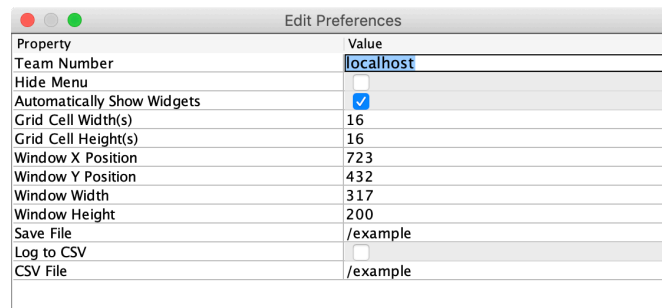 Edit Preferences
Property Value
Team Number localhost
Hide Menu
Automatically Show Widgets
Grid Cell Width(s) 16
Grid Cell Height(s) 16
Window X Position 723
Window Y Position 432
Window Width 317
Window Height 200
Save File /example
Log to CSV
CSV File /example